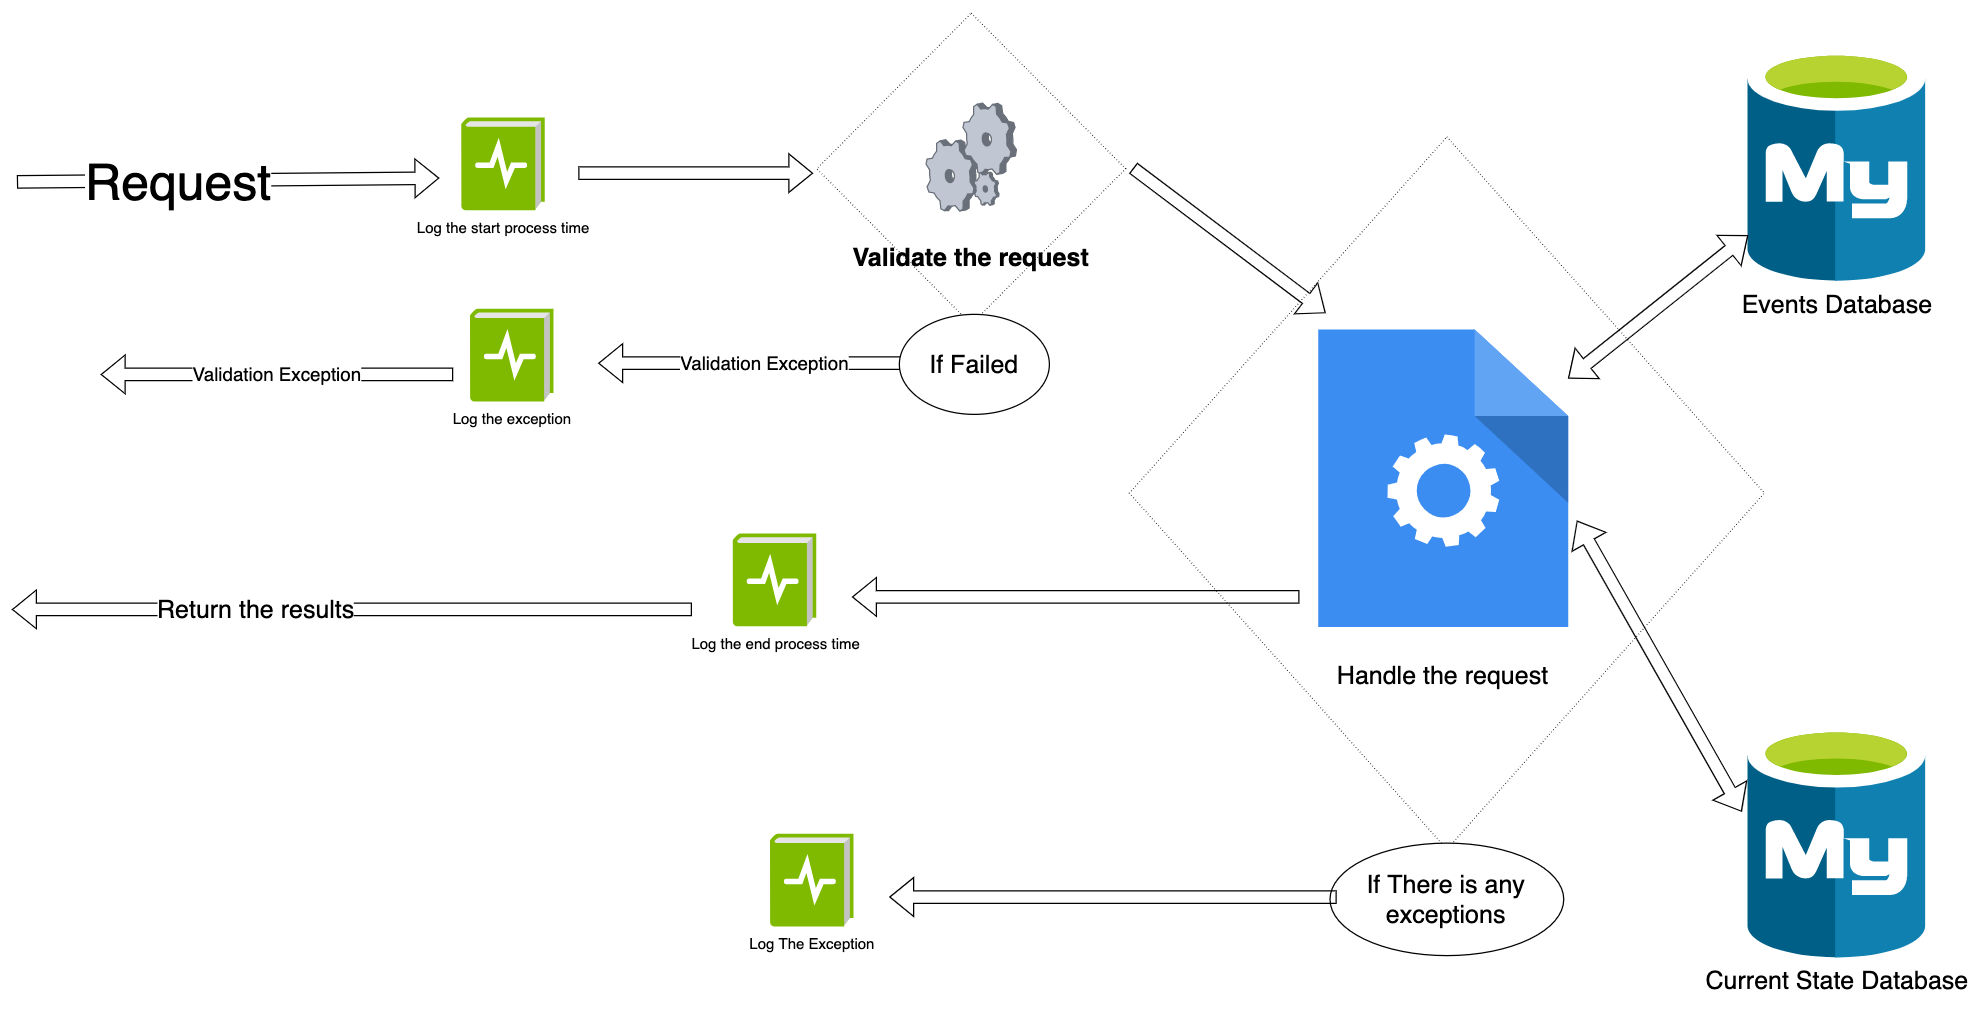 Request
Log the start process time
Validate the request
My
Events Database
If Failed
Validation Exception
Validation Exception
Log the exception
Return the results
Log the end process time
Handle the request
If There is any
exceptions
Log The Exception
My
Current State Database